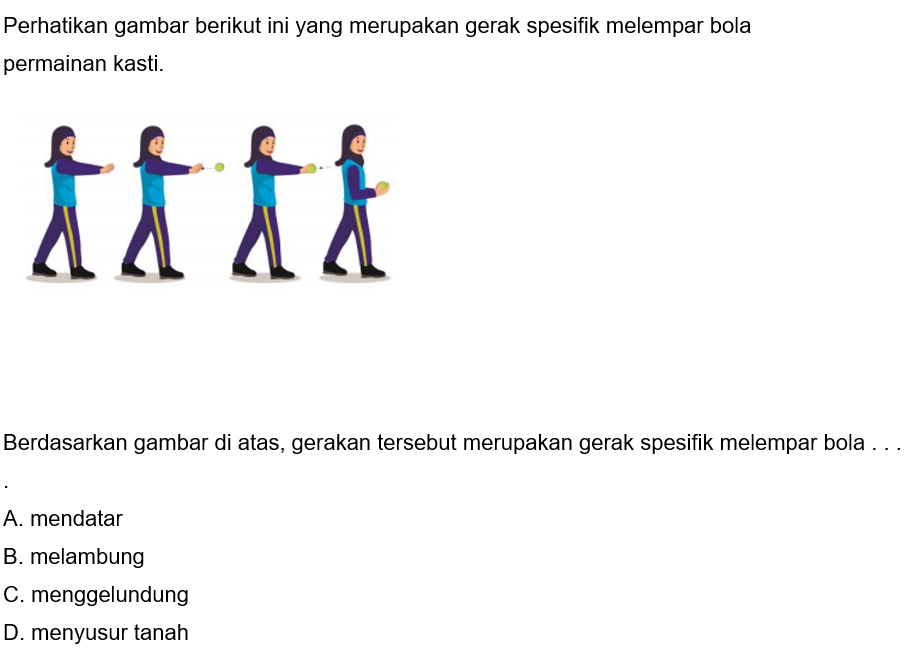 Perhatikan gambar berikut ini yang merupakan gerak spesifik melempar bola
permainan kasti.
Berdasarkan gambar di atas, gerakan tersebut merupakan gerak spesifik melempar bola . . .
.
A. mendatar
B. melambung
C. menggelundung
D. menyusur tanah